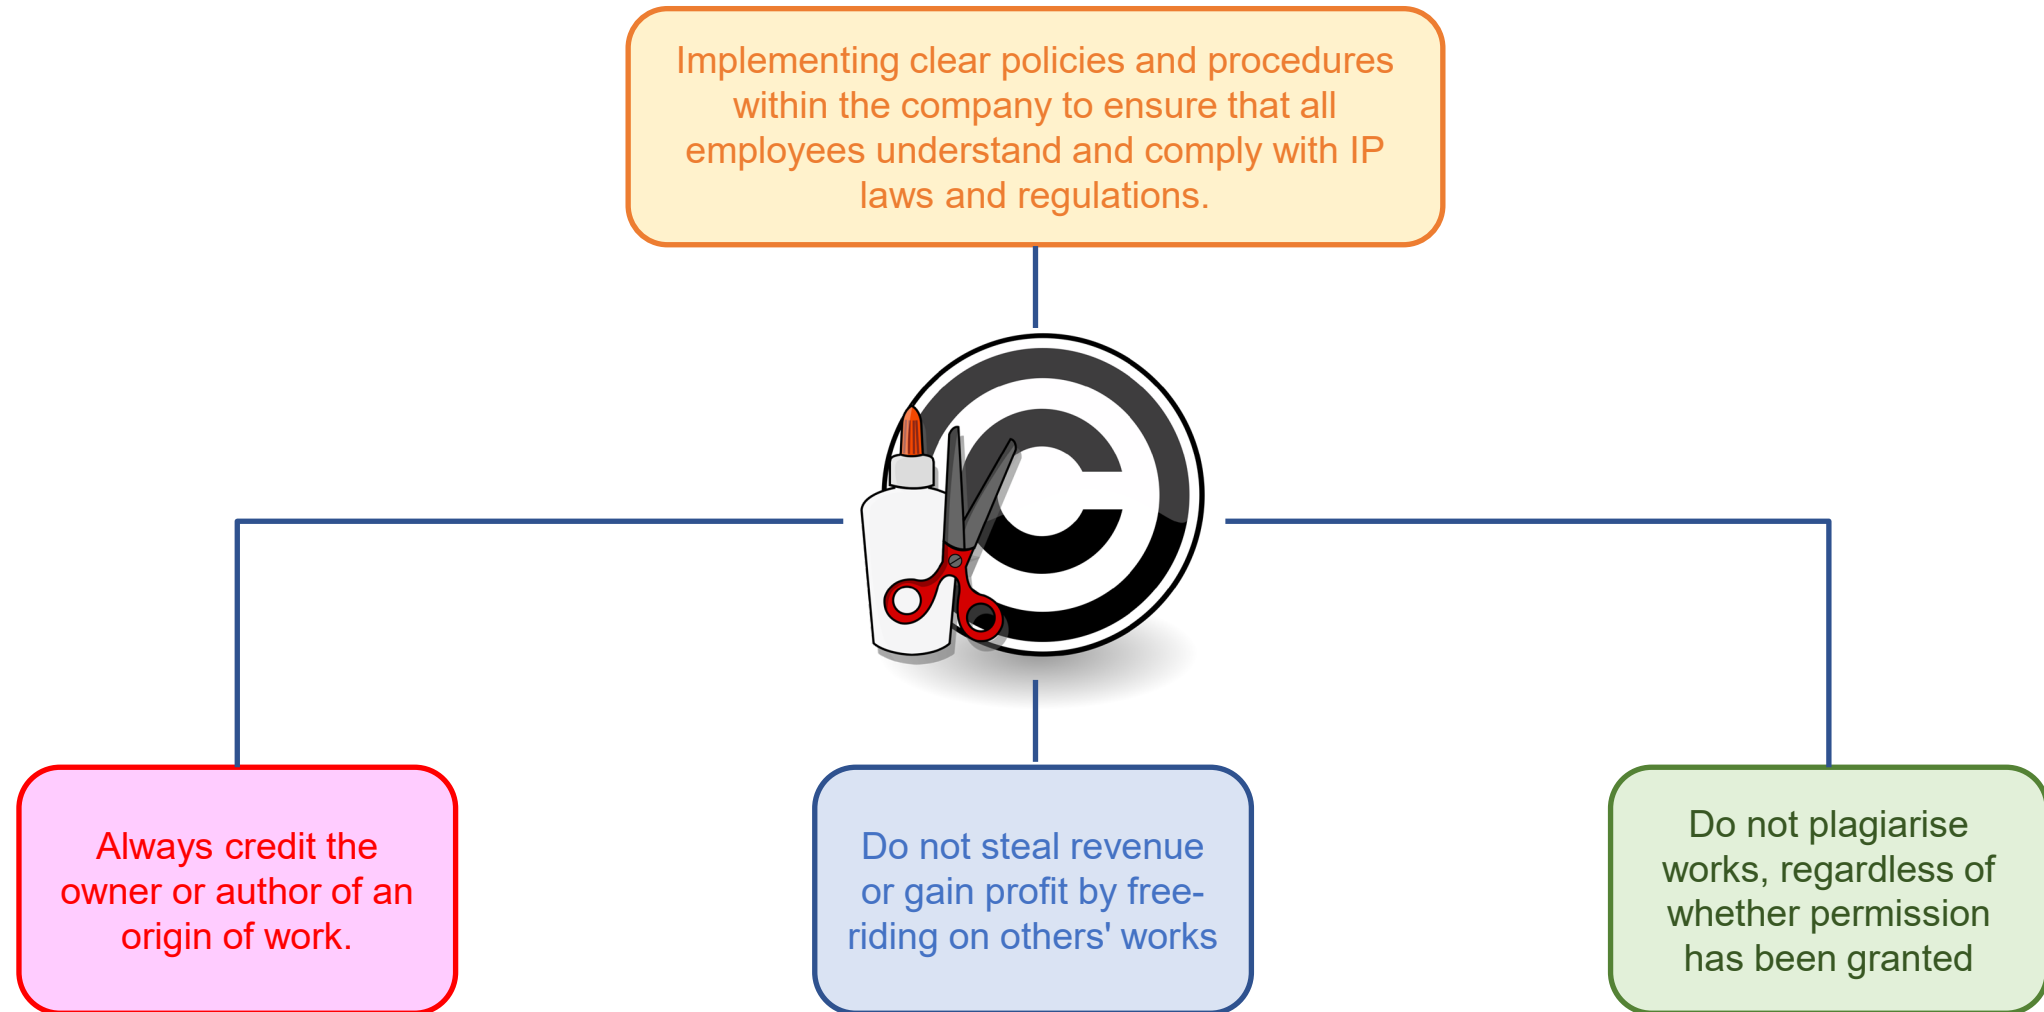 Implementing clear policies and procedures
within the company to ensure that all
employees understand and comply with IP
laws and regulations.
Always credit the
owner or author of an
origin of work.
Do not steal revenue
or gain profit by free-
riding on others' works
Do not plagiarise
works, regardless of
whether permission
has been granted